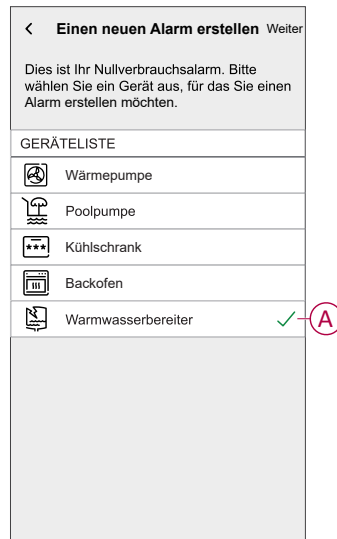 Einen neuen Alarm erstellen Weiter
Dies ist Ihr Nullverbrauchsalarm. Bitte
wählen Sie ein Gerät aus, für das Sie einen
Alarm erstellen möchten.
GERÄTELISTE
Wärmepumpe
Poolpumpe
Kühlschrank
Backofen
Warmwasserbereiter
A